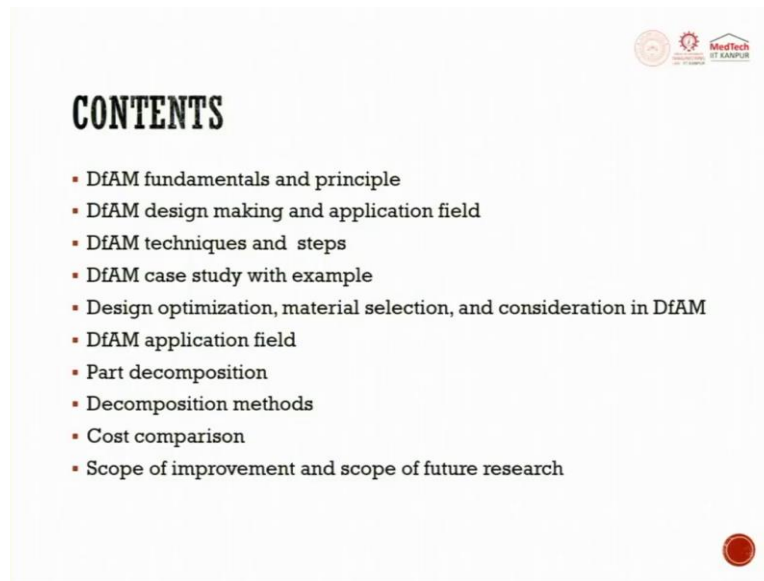 MedTech
IIT KANPUR
CONTENTS
DfAM fundamentals and principle
DfAM design making and application field
DfAM techniques and  steps
DfAM case study with example
Design optimization, material selection, and consideration in DfAM
DfAM application field
Part decomposition
Decomposition methods
Cost comparison
Scope of improvement and scope of future research